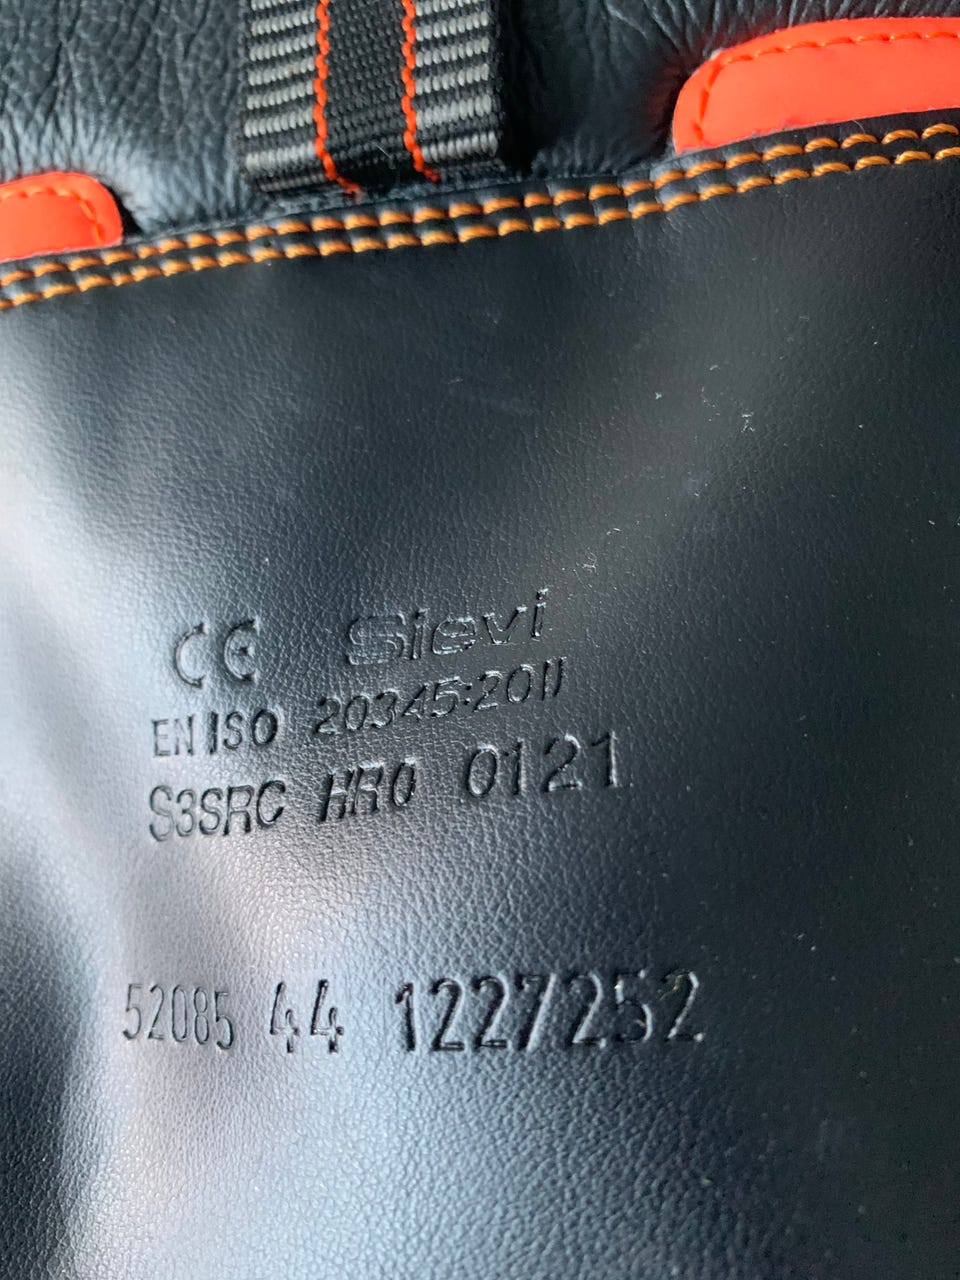 CE Sievi
EN ISO 20345:2011
S3SRC HRO 0121
52085 44 1227252